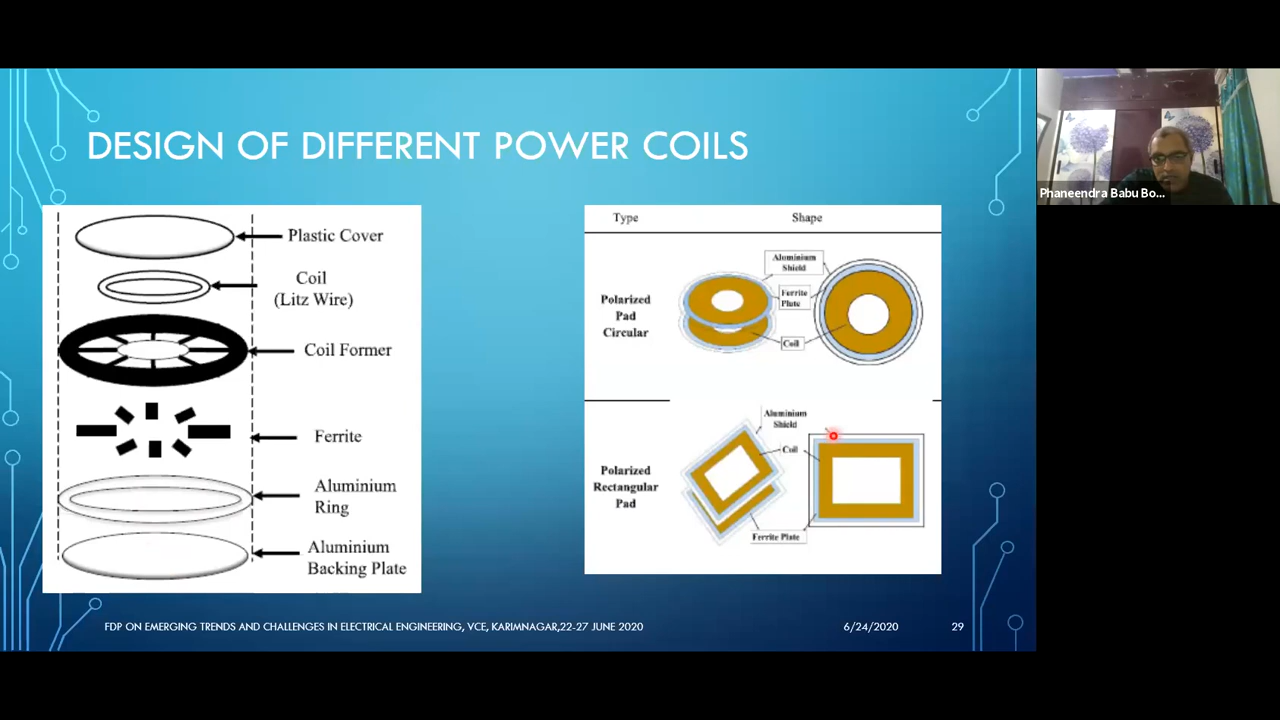 DESIGN OF DIFFERENT POWER COILS
Plastic Cover
Coil
(Litz Wire)
Coil Former
Ferrite
Aluminium
Ring
Aluminium
Backing Plate
Type
Shape
Polarized
Pad
Circular
Aluminium
Shield
Ferrite
Plate
Coil
Polarized
Rectangular
Pad
Aluminium
Shield
Coil
Ferrite Plate
FDP ON EMERGING TRENDS AND CHALLENGES IN ELECTRICAL ENGINEERING, VCE, KARIMNAGAR,22-27 JUNE 2020
6/24/2020
29
Phaneendra Babu Bo...